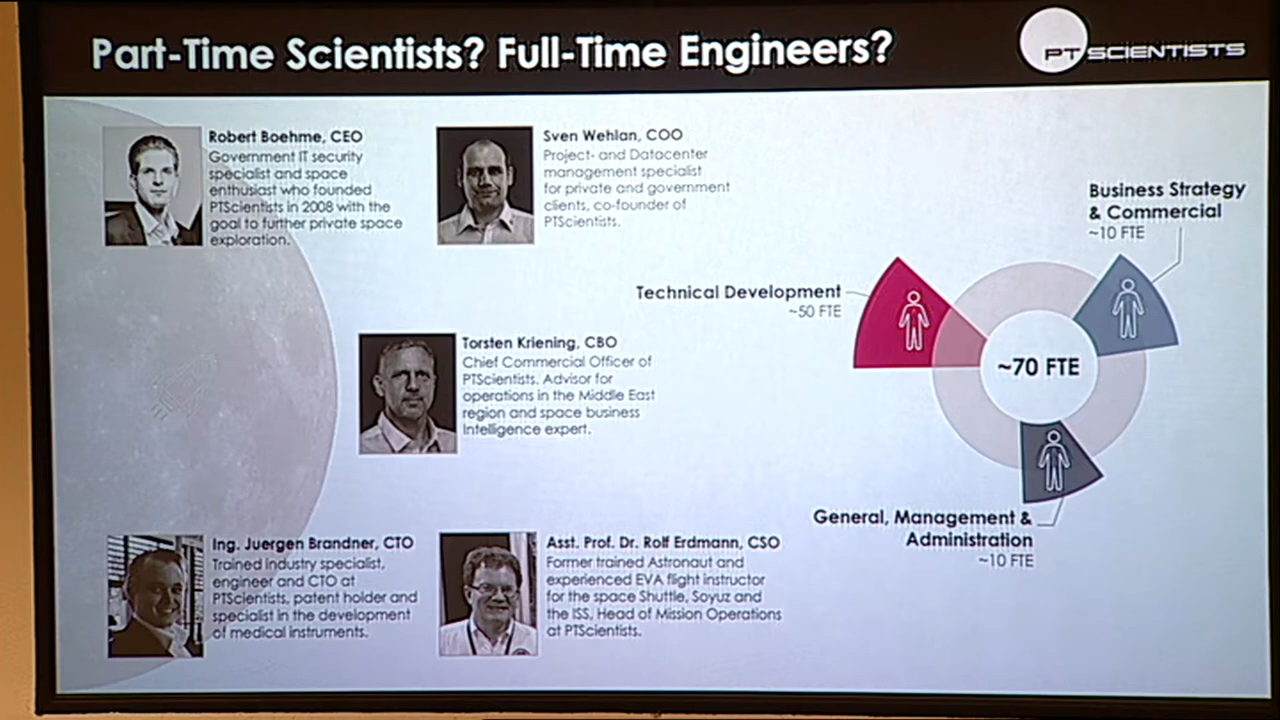 Part-Time Scientists? Full-Time Engineers?
PTSCIENTISTS
Robert Boehme, CEO
Government IT security
specialist and space
enthusiast who founded
PTScientists in 2008 with the
goal to further private space
exploration.
Sven Wehlan, COO
Project- and Datacenter
management specialist
for private and government
clients, co-founder of
PTScientists.
Torsten Kriening, CBO
Chief Commercial Officer of
PTScientists. Advisor for
operations in the Middle East
region and space business
Intelligence expert.
Ing. Juergen Brandner, CTO
Trained industry specialist,
engineer and CTO at
PTScientists, patent holder and
specialist in the development
of medical instruments.
Asst. Prof. Dr. Rolf Erdmann, CSO
Former trained Astronaut and
experienced EVA flight instructor
for the space Shuttle, Soyuz and
the ISS, Head of Mission Operations
at PTScientists.
Business Strategy
& Commercial
~10 FTE
Technical Development
~50 FTE
~70 FTE
General, Management &
Administration
~10 FTE